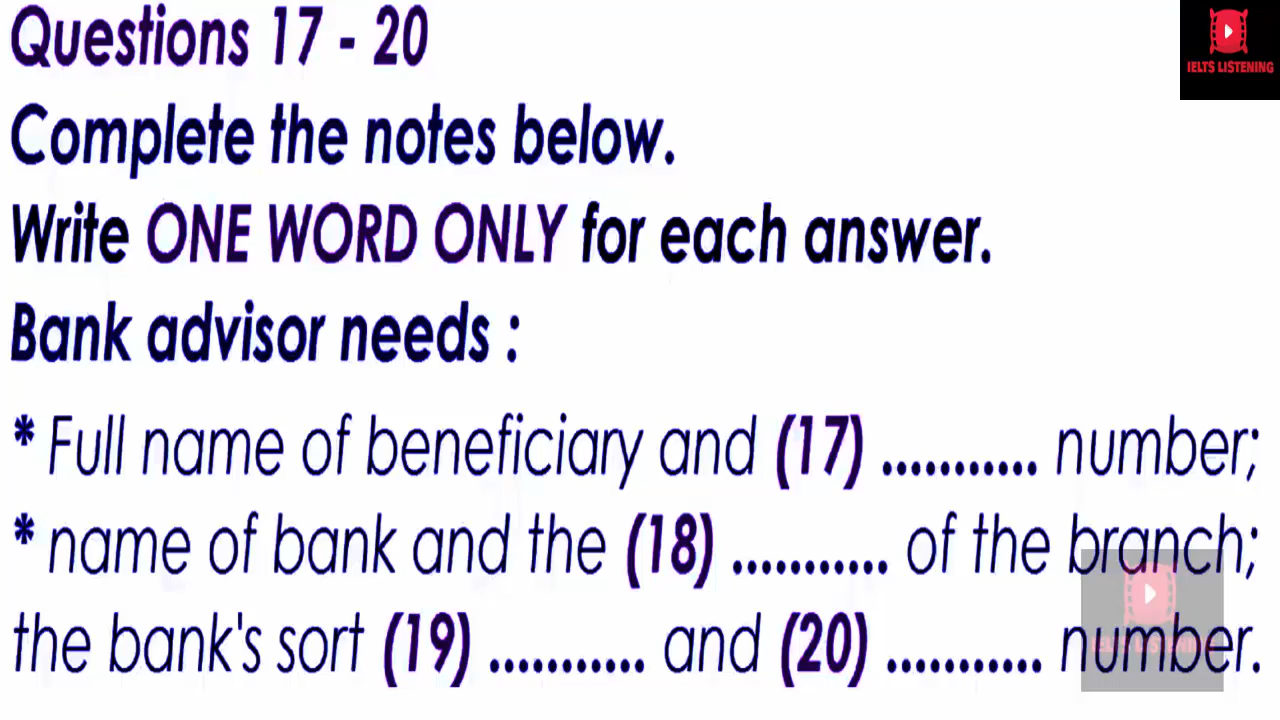 Questions 17 - 20
IELTS LISTENING
Complete the notes below.
Write ONE WORD ONLY for each answer.
Bank advisor needs :
* Full name of beneficiary and (17) ........... number;
* name of bank and the (18) ........... of the branch;
the bank's sort (19) ........... and (20) ........... number.
IELTS LISTENING